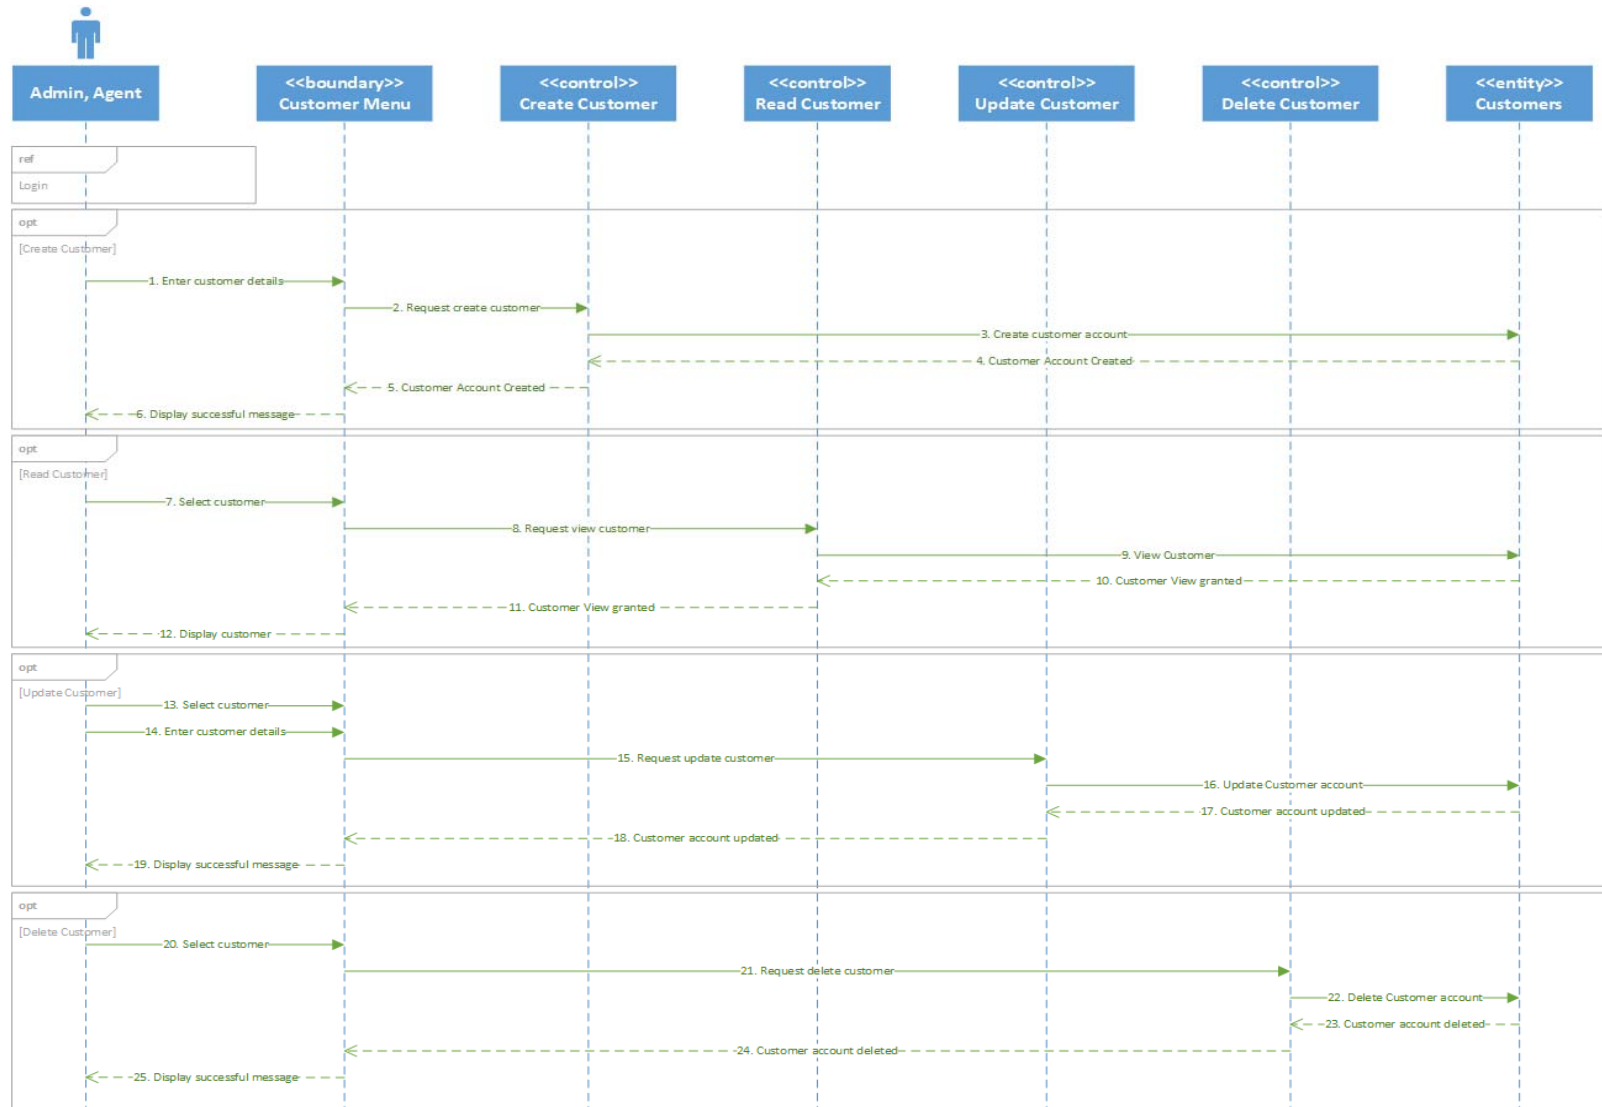 Admin, Agent
<<boundary>>
Customer Menu
<<control>>
Create Customer
<<control>>
Read Customer
<<control>>
Update Customer
<<control>>
Delete Customer
<<entity>>
Customers
ref
Login
opt
[Create Customer]
1. Enter customer details
2. Request create customer
3. Create customer account
4. Customer Account Created
5. Customer Account Created
6. Display successful message
opt
[Read Customer]
7. Select customer
8. Request view customer
9. View Customer
10. Customer View granted
11. Customer View granted
12. Display customer
opt
[Update Customer]
13. Select customer
14. Enter customer details
15. Request update customer
16. Update Customer account
17. Customer account updated
18. Customer account updated
19. Display successful message
opt
[Delete Customer]
20. Select customer
21. Request delete customer
22. Delete Customer account
23. Customer account deleted
24. Customer account deleted
25. Display successful message